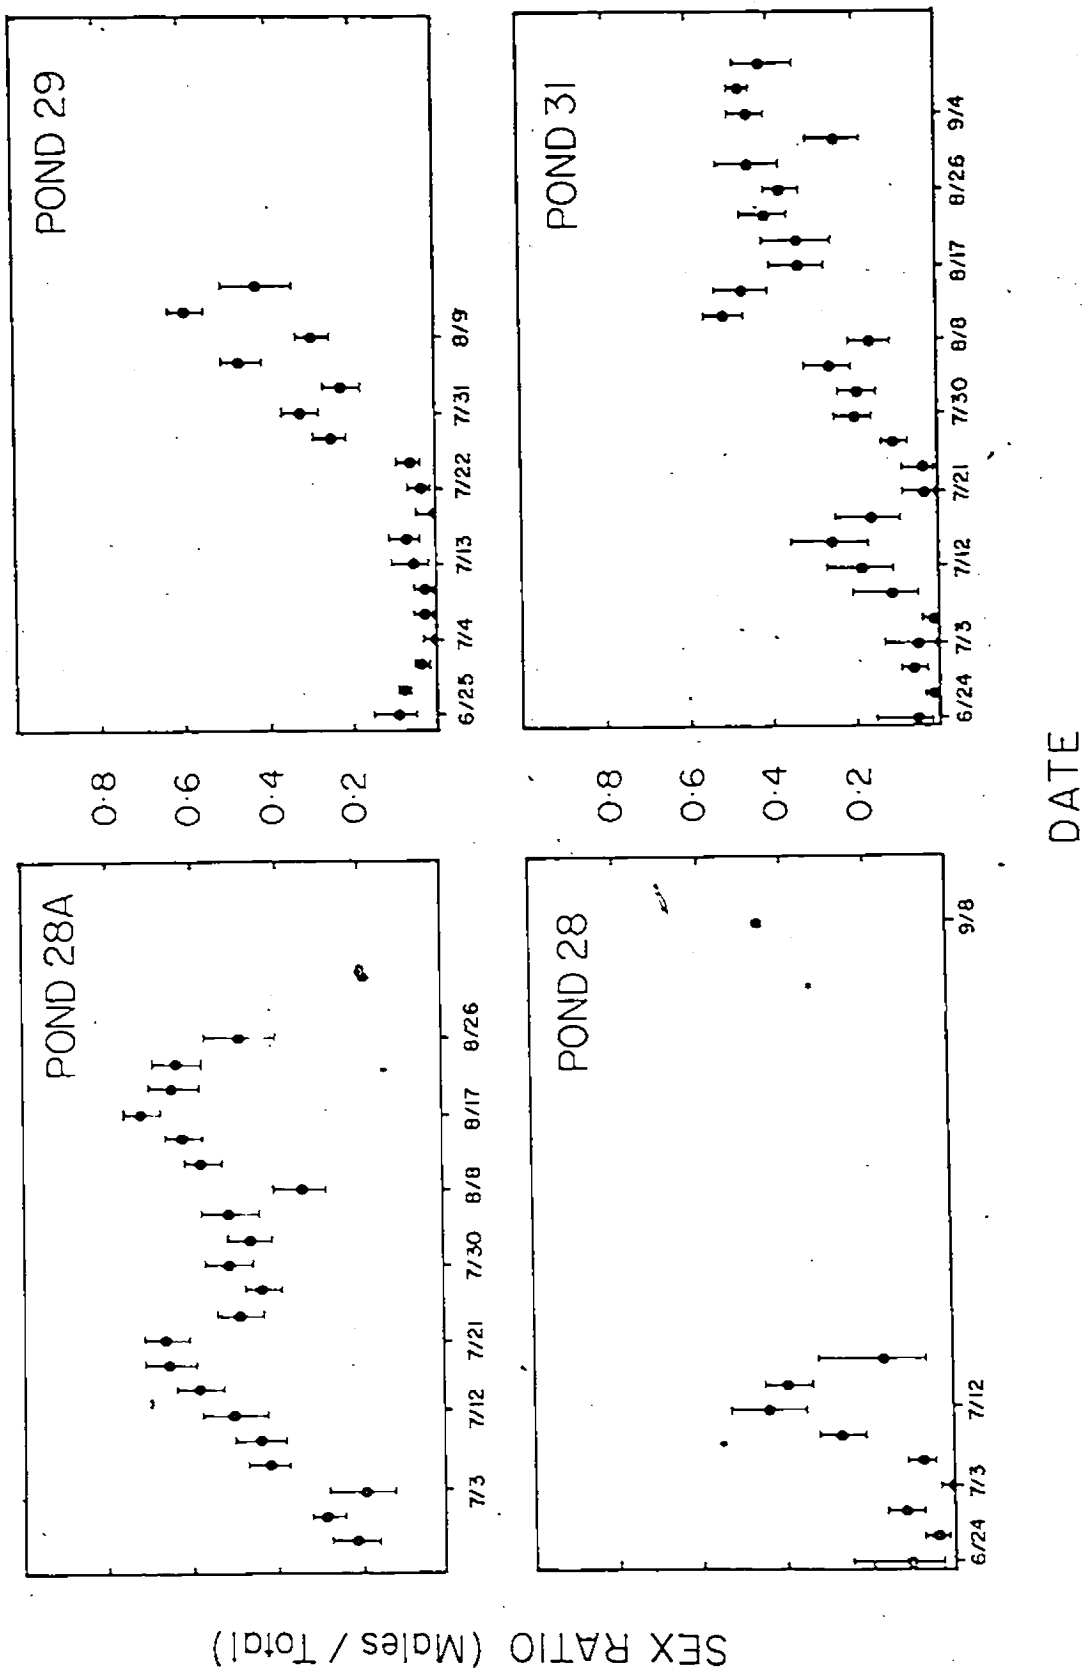 SEX RATIO (Males / Total)
POND 28A
7/3 7/12 7/21 7/30 8/8 8/17 8/26
POND 29
0.8
0.6
0.4
0.2
6/25 7/4 7/13 7/22 7/31 8/9
POND 28
6/24 7/3 7/12 9/8
POND 31
0.8
0.6
0.4
0.2
6/24 7/3 7/12 7/21 7/30 8/8 8/17 8/26 9/4
DATE